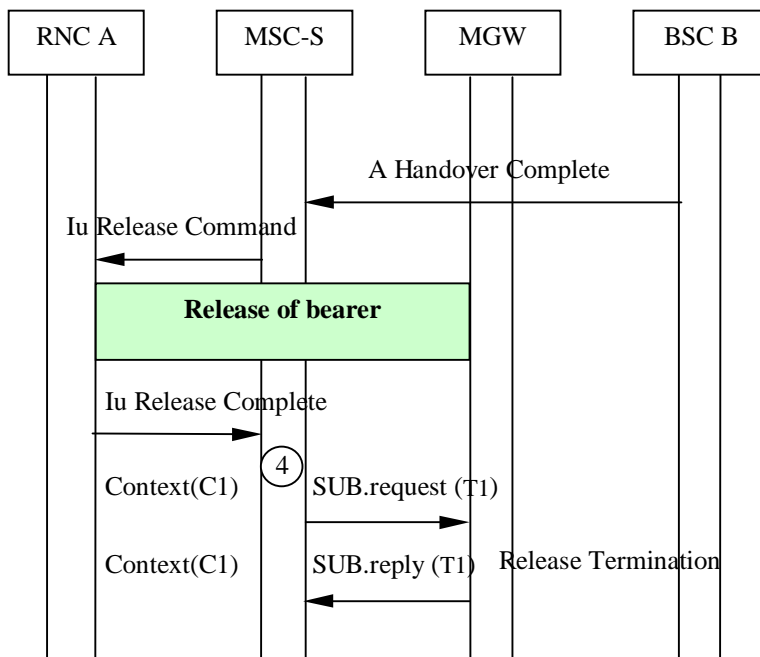 RNC A MSC-S MGW BSC B
A Handover Complete
Iu Release Command
Release of bearer
Iu Release Complete
4
Context(C1) SUB.request (T1)
Context(C1) SUB.reply (T1) Release Termination